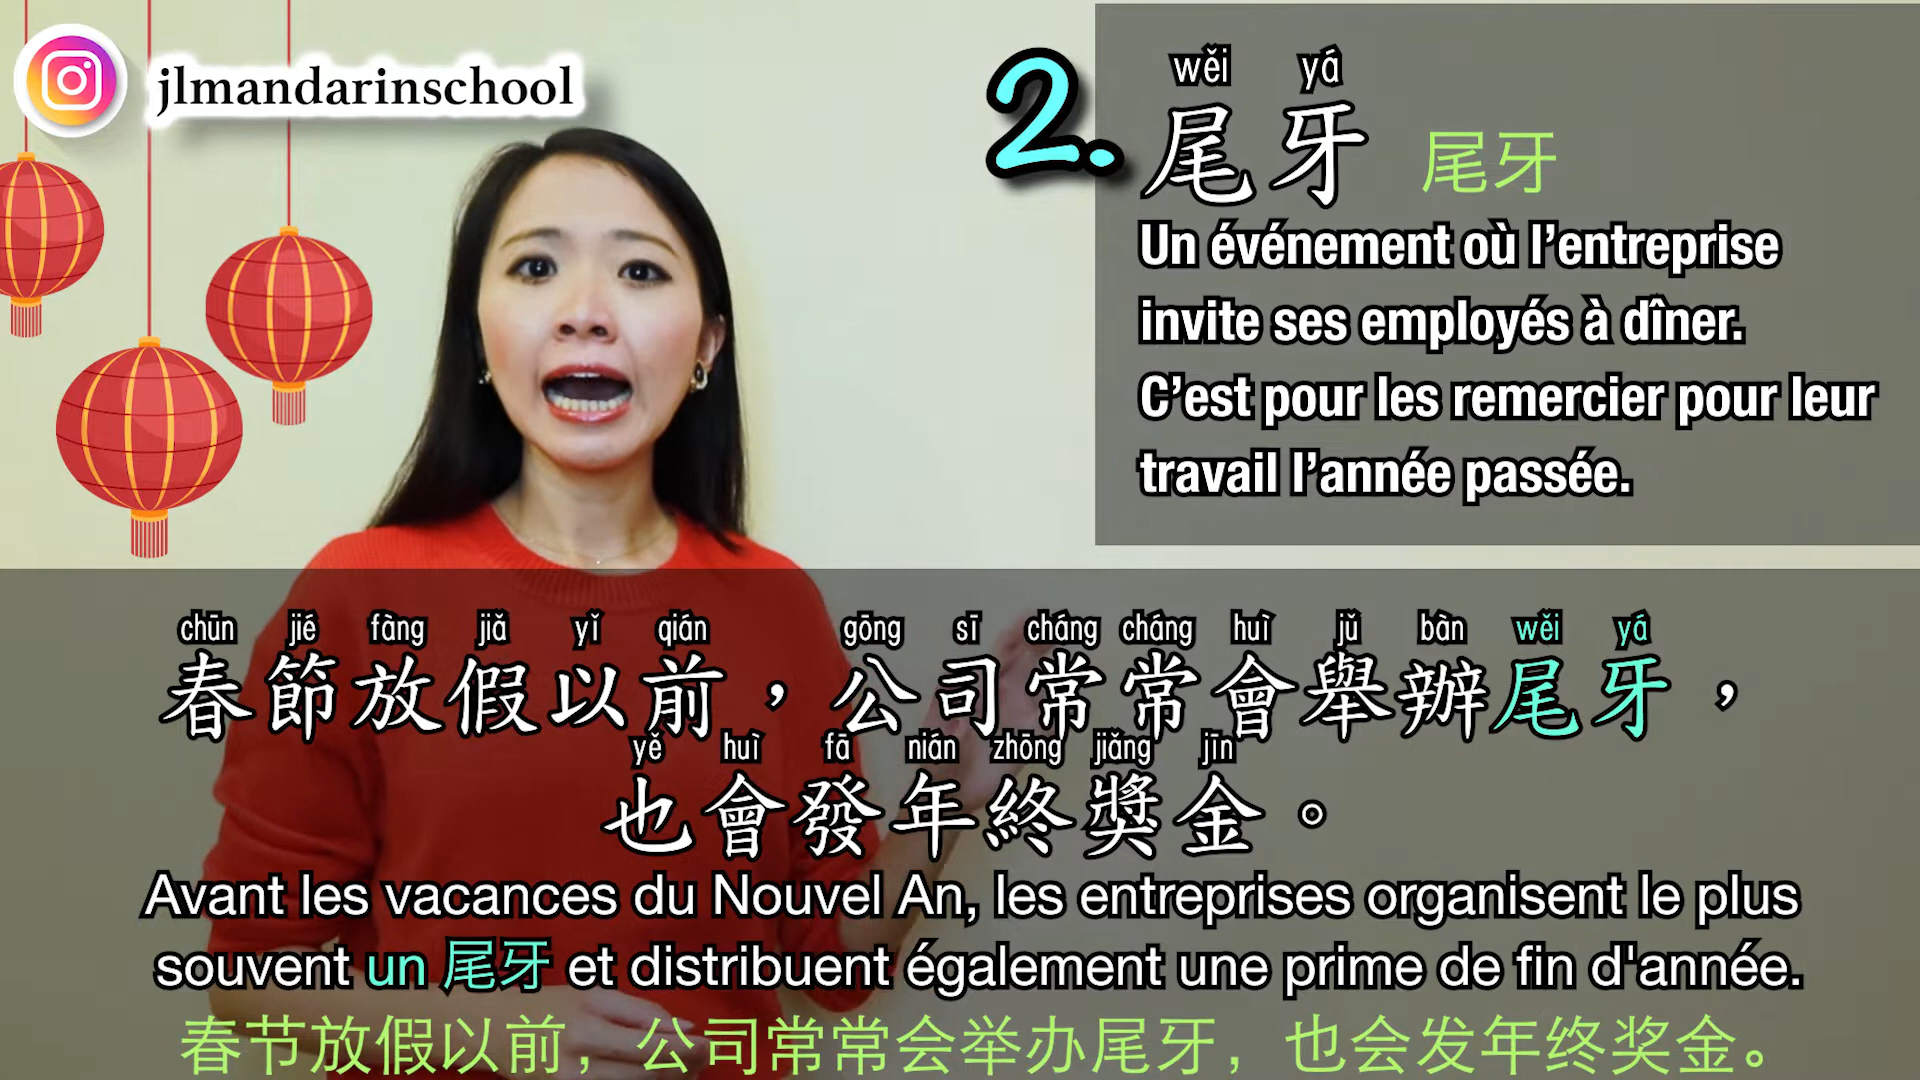 jlmandarinschool
2.
wěi yá
尾牙 尾牙
Un événement où l’entreprise
invite ses employés à dîner.
C’est pour les remercier pour leur
travail l’année passée.
chūn jié fàng jiǎ yǐ qián gōng sī cháng cháng huì jǔ bàn wěi yá
春節放假以前，公司常常會舉辦尾牙，
yě huì fā nián zhōng jiǎng jīn
也會發年終獎金。
Avant les vacances du Nouvel An, les entreprises organisent le plus
souvent un 尾牙 et distribuent également une prime de fin d'année.
春节放假以前，公司常常会举办尾牙，也会发年终奖金。